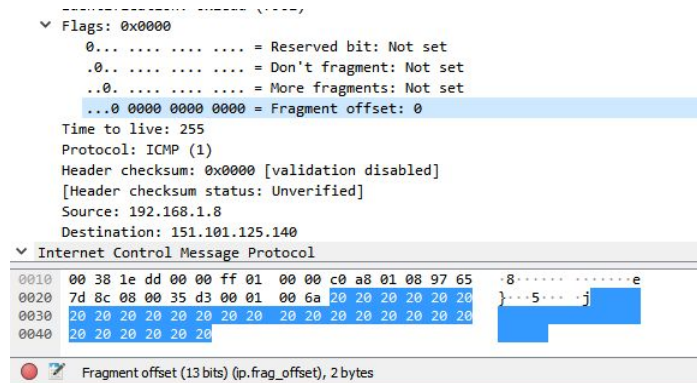 Flags: 0x0000
0... .... .... .... = Reserved bit: Not set
.0.. .... .... .... = Don't fragment: Not set
..0. .... .... .... = More fragments: Not set
...0 0000 0000 0000 = Fragment offset: 0
Time to live: 255
Protocol: ICMP (1)
Header checksum: 0x0000 [validation disabled]
[Header checksum status: Unverified]
Source: 192.168.1.8
Destination: 151.101.125.140
Internet Control Message Protocol
0010 00 38 1e dd 00 00 ff 01 00 00 c0 a8 01 08 97 65 ·8······ ·······e
0020 7d 8c 08 00 35 d3 00 01 00 6a 20 20 20 20 20 20 }···5··· ·j
0030 20 20 20 20 20 20 20 20 20 20 20 20 20 20 20 20
0040 20 20 20 20 20 20
Fragment offset (13 bits) (ip.frag_offset), 2 bytes